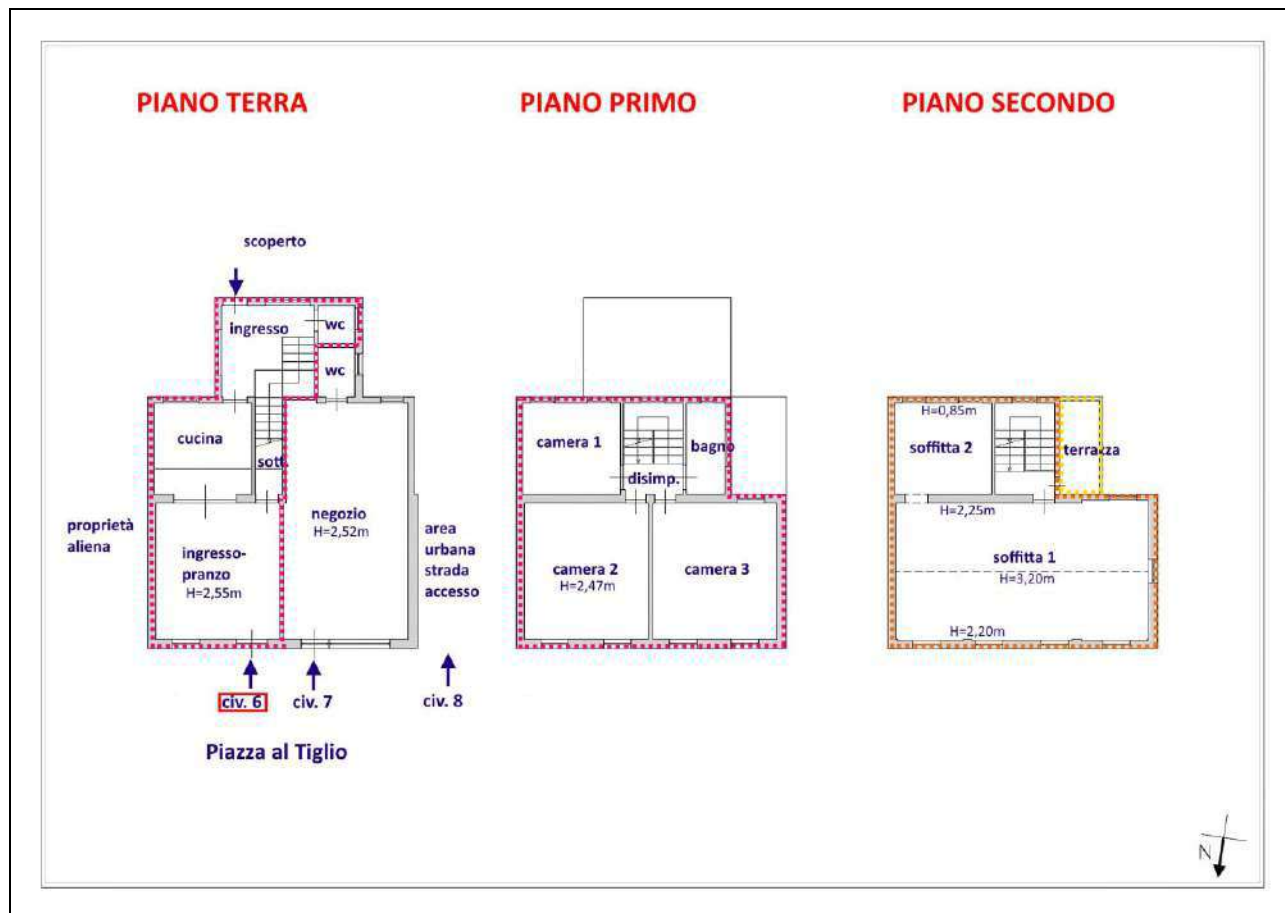 PIANO TERRA
PIANO PRIMO
PIANO SECONDO
scoperto
ingresso
wc
wc
cucina
sott.
negozio
H=2,52m
proprietà
aliena
ingresso-
pranzo
H=2,55m
area
urbana
strada
accesso
civ. 6
civ. 7
civ. 8
Piazza al Tiglio
camera 1
bagno
disimp.
camera 2
H=2,47m
camera 3
H=0,85m
soffitta 2
terrazza
H=2,25m
soffitta 1
H=3,20m
H=2,20m
N